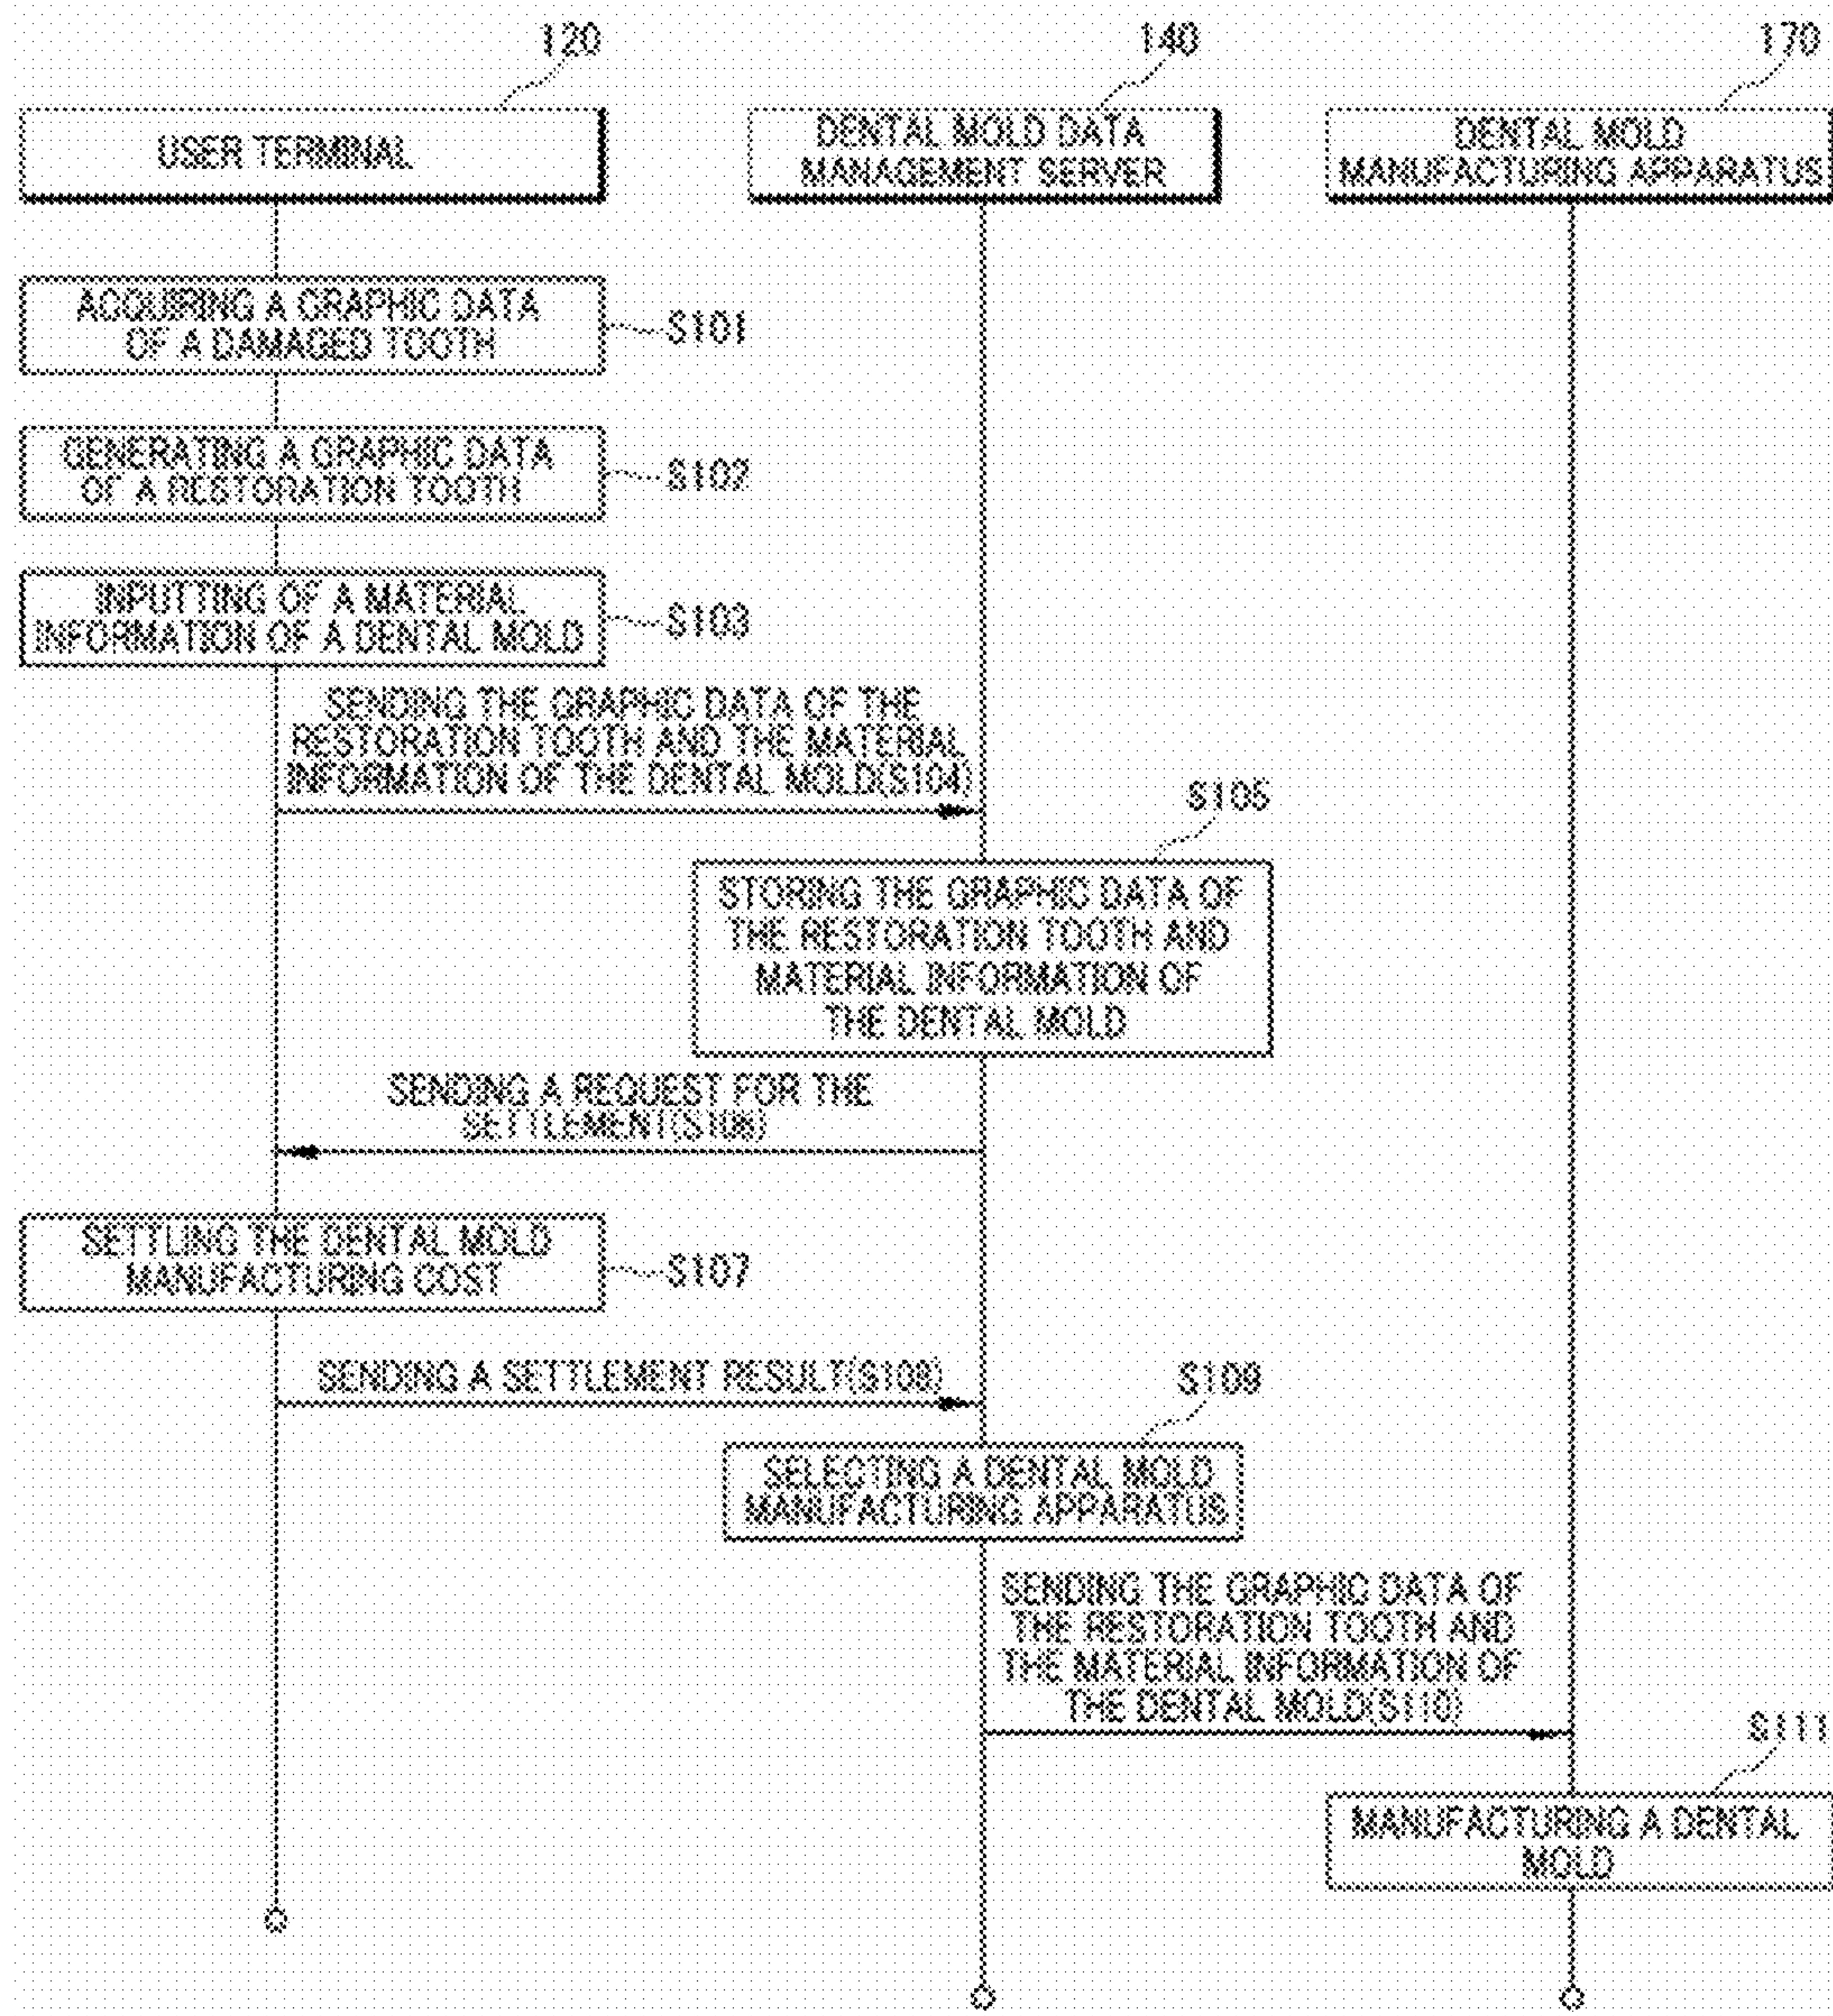 120
140
170
USER TERMINAL
DENTAL MOLD DATA
MANAGEMENT SERVER
DENTAL MOLD
MANUFACTURING APPARATUS
ACQUIRING A GRAPHIC DATA
OF A DAMAGED TOOTH
S101
GENERATING A GRAPHIC DATA
OF A RESTORATION TOOTH
S102
INPUTTING OF A MATERIAL
INFORMATION OF A DENTAL MOLD
S103
SENDING THE GRAPHIC DATA OF THE
RESTORATION TOOTH AND THE MATERIAL
INFORMATION OF THE DENTAL MOLD(S104)
S105
STORING THE GRAPHIC DATA OF
THE RESTORATION TOOTH AND
MATERIAL INFORMATION OF
THE DENTAL MOLD
SENDING A REQUEST FOR THE
SETTLEMENT(S106)
SETTLING THE DENTAL MOLD
MANUFACTURING COST
S107
SENDING A SETTLEMENT RESULT(S108)
S109
SELECTING A DENTAL MOLD
MANUFACTURING APPARATUS
SENDING THE GRAPHIC DATA OF
THE RESTORATION TOOTH AND
THE MATERIAL INFORMATION OF
THE DENTAL MOLD(S110)
S111
MANUFACTURING A DENTAL
MOLD